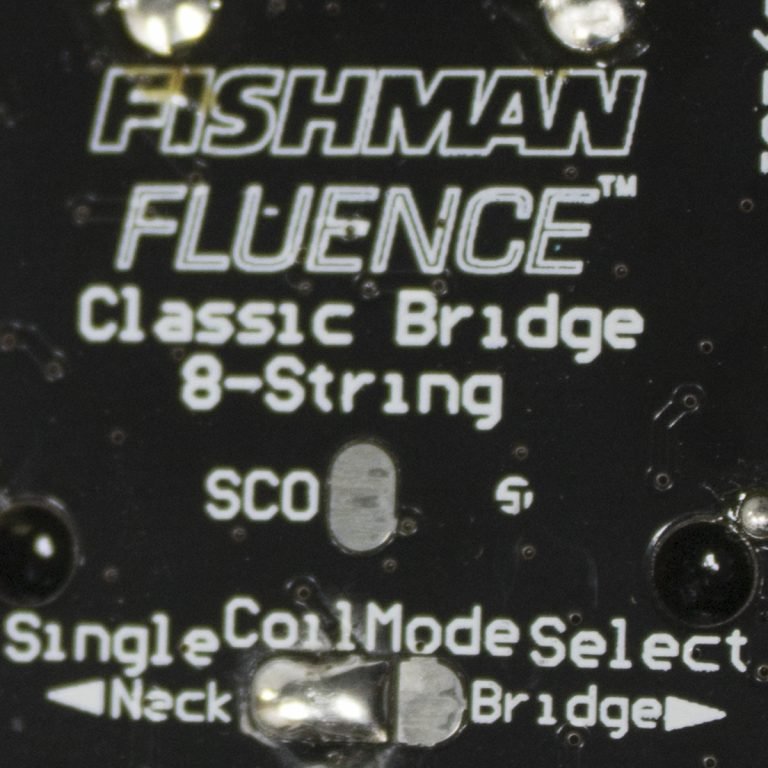 FISHMAN
FLUENCE™
Classic Bridge
8-String
SCO
Single Coil Mode Select
Neck Bridge